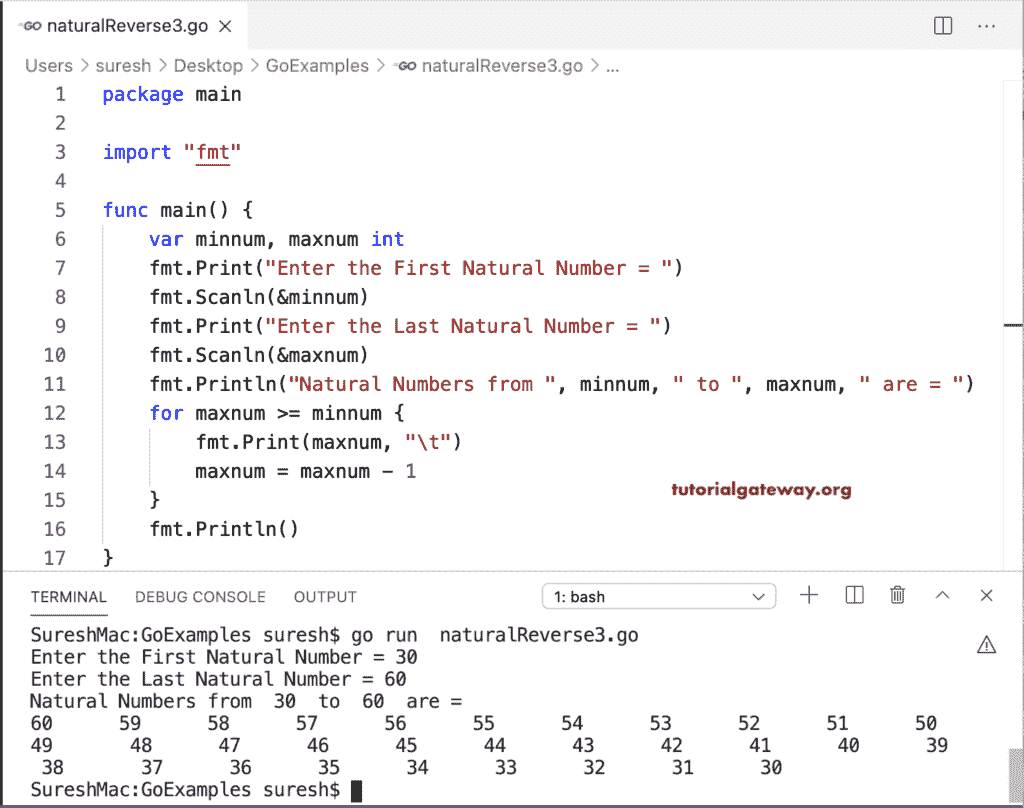 GO naturalReverse3.go ×
Users > suresh > Desktop > GoExamples > GO naturalReverse3.go > ...
1 package main
2
3 import "fmt"
4
5 func main() {
6     var minnum, maxnum int
7     fmt.Print("Enter the First Natural Number = ")
8     fmt.Scanln(&minnum)
9     fmt.Print("Enter the Last Natural Number = ")
10     fmt.Scanln(&maxnum)
11     fmt.Println("Natural Numbers from ", minnum, " to ", maxnum, " are = ")
12     for maxnum >= minnum {
13         fmt.Print(maxnum, "\t")
14         maxnum = maxnum - 1
tutorialgateway.org
15     }
16     fmt.Println()
17 }
TERMINAL DEBUG CONSOLE OUTPUT 1: bash
SureshMac:GoExamples suresh$ go run  naturalReverse3.go
Enter the First Natural Number = 30
Enter the Last Natural Number = 60
Natural Numbers from  30  to  60  are =
60 59 58 57 56 55 54 53 52 51 50
49 48 47 46 45 44 43 42 41 40 39
38 37 36 35 34 33 32 31 30
SureshMac:GoExamples suresh$